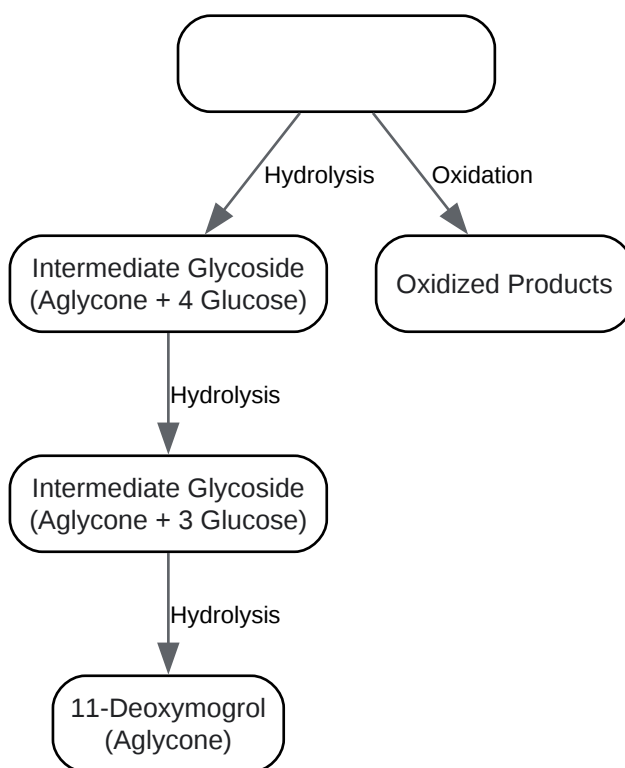 Hydrolysis
Oxidation
Intermediate Glycoside
(Aglycone + 4 Glucose)
Oxidized Products
Hydrolysis
Intermediate Glycoside
(Aglycone + 3 Glucose)
Hydrolysis
11-Deoxymogrol
(Aglycone)